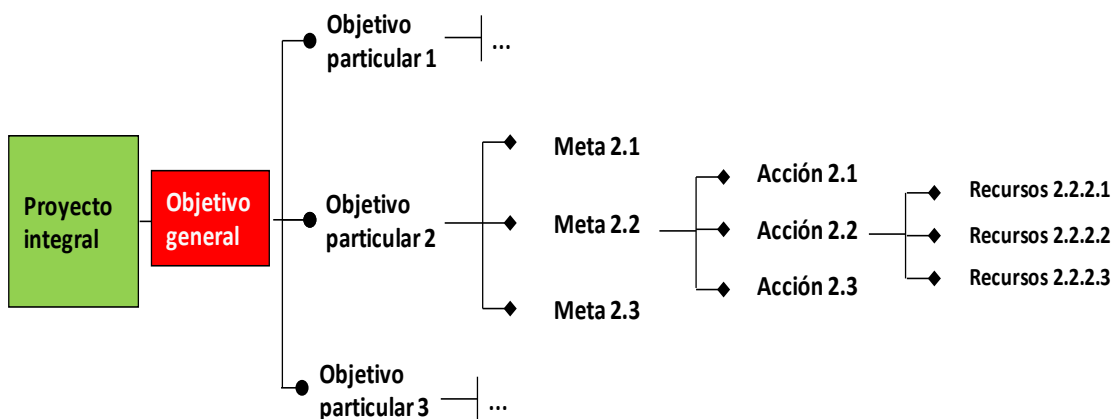 Proyecto
integral
Objetivo
general
Objetivo
particular 1
...
Objetivo
particular 2
Meta 2.1
Meta 2.2
Meta 2.3
Acción 2.1
Acción 2.2
Acción 2.3
Recursos 2.2.2.1
Recursos 2.2.2.2
Recursos 2.2.2.3
Objetivo
particular 3
...